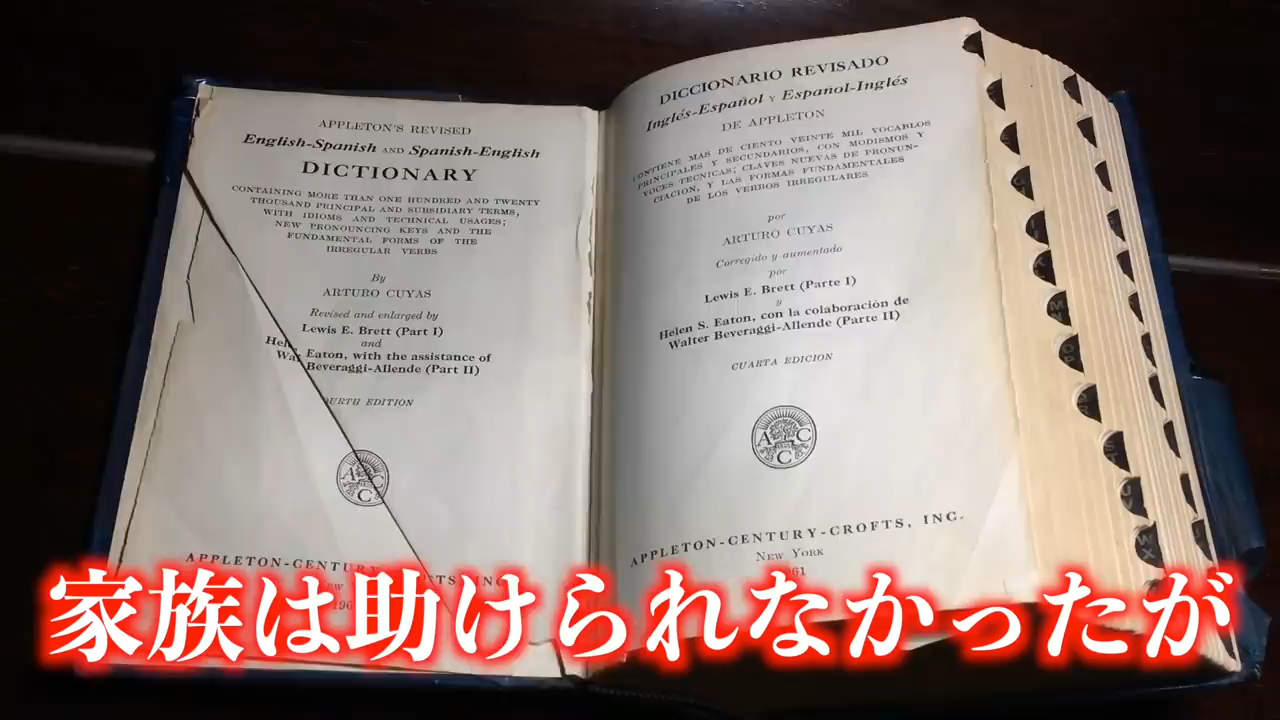 APPLETON'S REVISED
English-Spanish AND Spanish-English
DICTIONARY
CONTAINING MORE THAN ONE HUNDRED AND TWENTY
THOUSAND PRINCIPAL AND SUBSIDIARY TERMS,
WITH IDIOMS AND TECHNICAL USAGES;
NEW PRONOUNCING KEYS AND THE
FUNDAMENTAL FORMS OF THE
IRREGULAR VERBS
By
ARTURO CUYAS
Revised and enlarged by
Lewis E. Brett (Part I)
and
Eaton, with the assistance of
Beveraggi-Allende (Part II)
EDITION
A C C
DICCIONARIO REVISADO
Inglés-Español Y Español-Inglés
DE APPLETON
CONTIENE MAS DE CIENTO VEINTE MIL VOCABLOS
PRINCIPALES Y SECUNDARIOS, CON MODISMOS Y
VOCES TECNICAS; CLAVES NUEVAS DE PRONUN-
CIACION, Y LAS FORMAS FUNDAMENTALES
DE LOS VERBOS IRREGULARES
por
ARTURO CUYAS
Corregido y aumentado
por
Lewis E. Brett (Parte I)
y
Helen S. Eaton, con la colaboración de
Walter Beveraggi-Allende (Parte II)
CUARTA EDICION
A C C
APPLETON-CENTURY-CROFTS, INC.
NEW YORK
家族は助けられなかったが